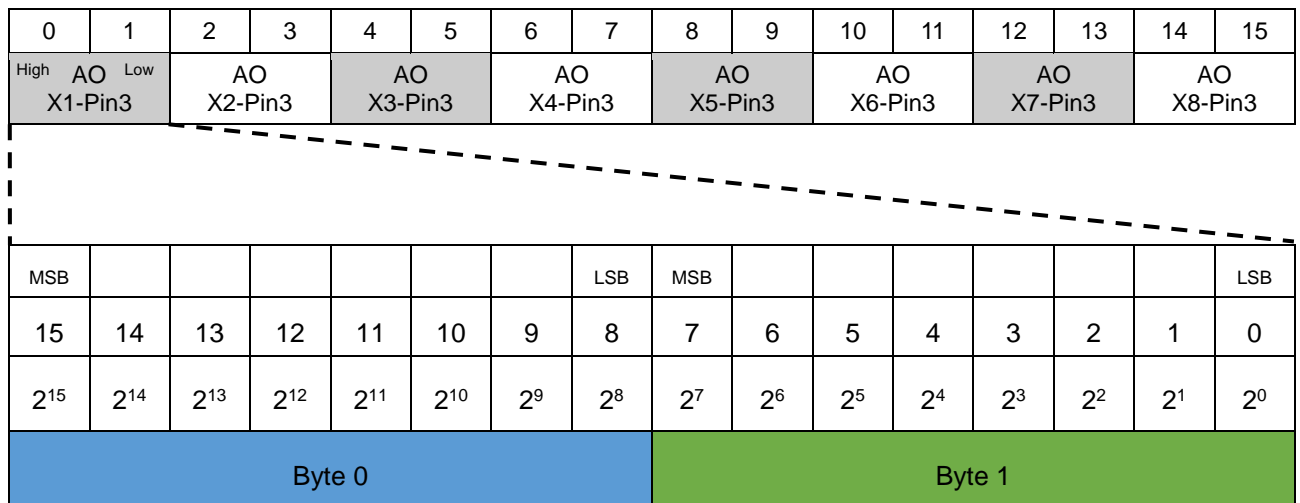 0 1 2 3 4 5 6 7 8 9 10 11 12 13 14 15
High AO Low AO AO AO AO AO AO AO
X1-Pin3 X2-Pin3 X3-Pin3 X4-Pin3 X5-Pin3 X6-Pin3 X7-Pin3 X8-Pin3
MSB LSB MSB LSB
15 14 13 12 11 10 9 8 7 6 5 4 3 2 1 0
2¹⁵ 2¹⁴ 2¹³ 2¹² 2¹¹ 2¹⁰ 2⁹ 2⁸ 2⁷ 2⁶ 2⁵ 2⁴ 2³ 2² 2¹ 2⁰
Byte 0 Byte 1